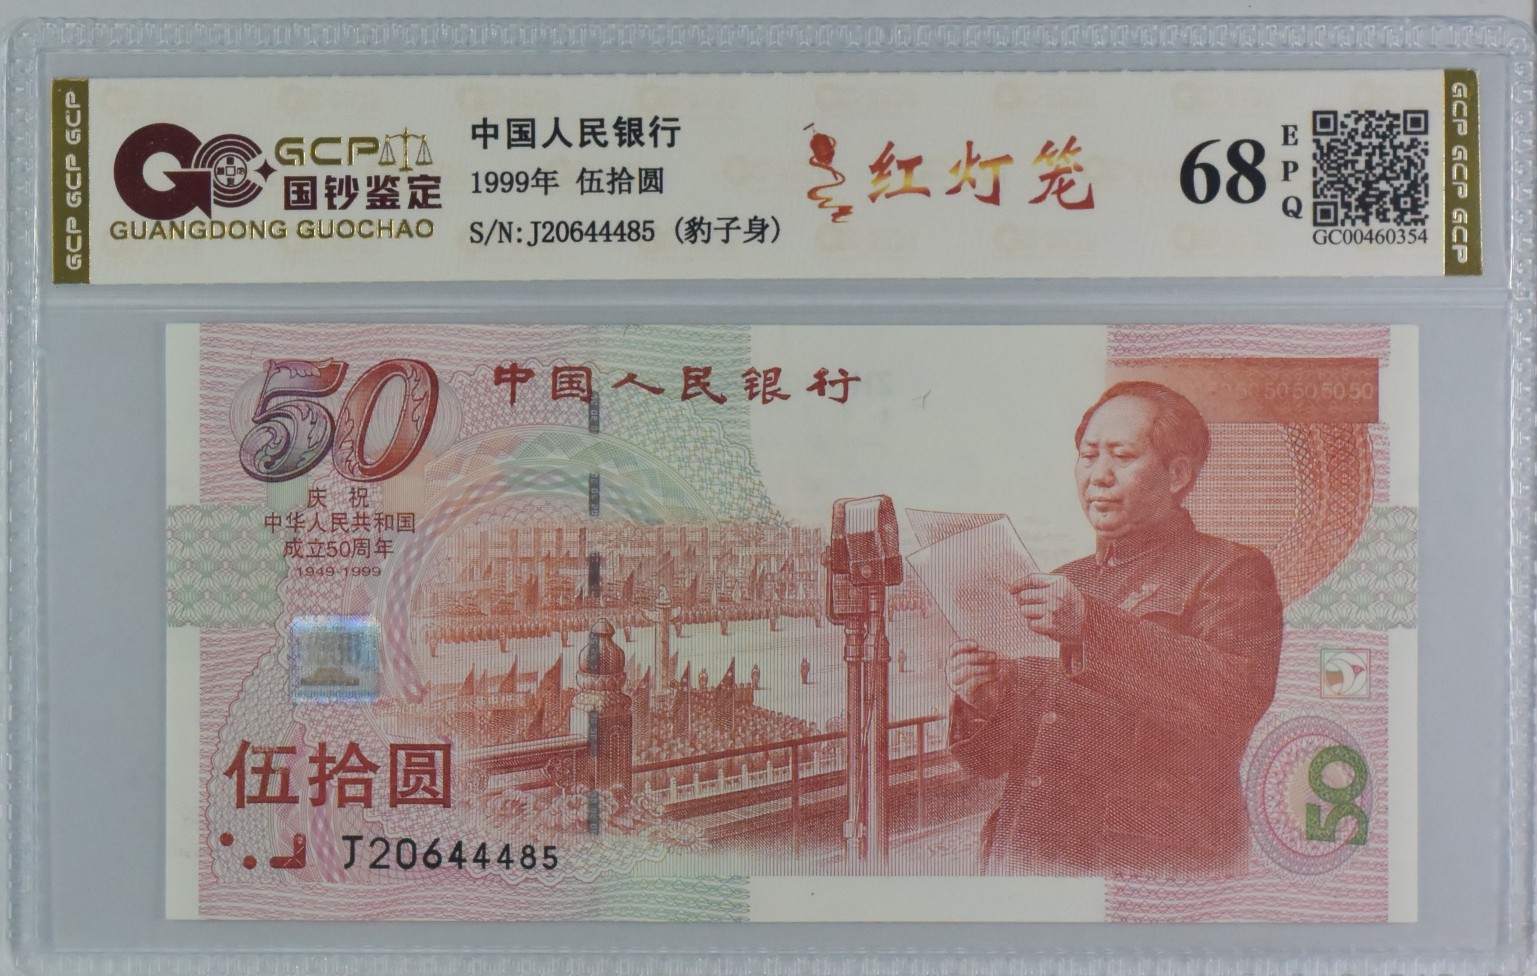 GCP GCP GCP
GCP
国钞鉴定
GUANGDONG GUOCHAO
中国人民银行
1999年 伍拾圆
S/N:J20644485 (豹子身)
红灯笼
68
EPQ
GC00460354
GCP GCP GCP
50
中国人民银行
50 50 50 50 50
庆祝
中华人民共和国
成立50周年
1949-1999
伍拾圆
J20644485
50